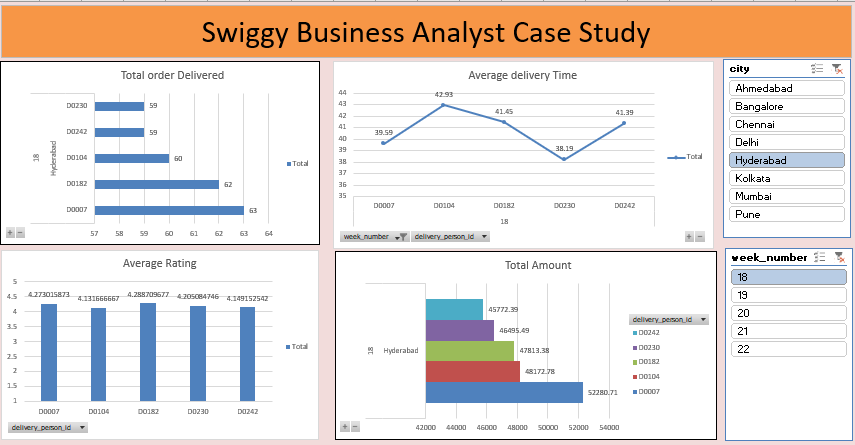 Swiggy Business Analyst Case Study
Total order Delivered
D0230
59
D0242
59
18
Hyderabad
D0104
60
D0182
62
D0007
63
57 58 59 60 61 62 63 64
Total
Average delivery Time
44
43
42
41
40
39
38
37
36
35
39.59
42.93
41.45
38.19
41.39
D0007 D0104 D0182 D0230 D0242
18
Total
week_number
delivery_person_id
city
Ahmedabad
Bangalore
Chennai
Delhi
Hyderabad
Kolkata
Mumbai
Pune
Average Rating
5
4.5
4
3.5
3
2.5
2
1.5
1
4.273015873 4.131666667 4.288709677 4.205084746 4.149152542
D0007 D0104 D0182 D0230 D0242
Total
delivery_person_id
Total Amount
18
Hyderabad
45772.39
46495.49
47813.38
48172.78
52280.71
42000 44000 46000 48000 50000 52000 54000
delivery_person_id
D0242
D0230
D0182
D0104
D0007
week_number
18
19
20
21
22